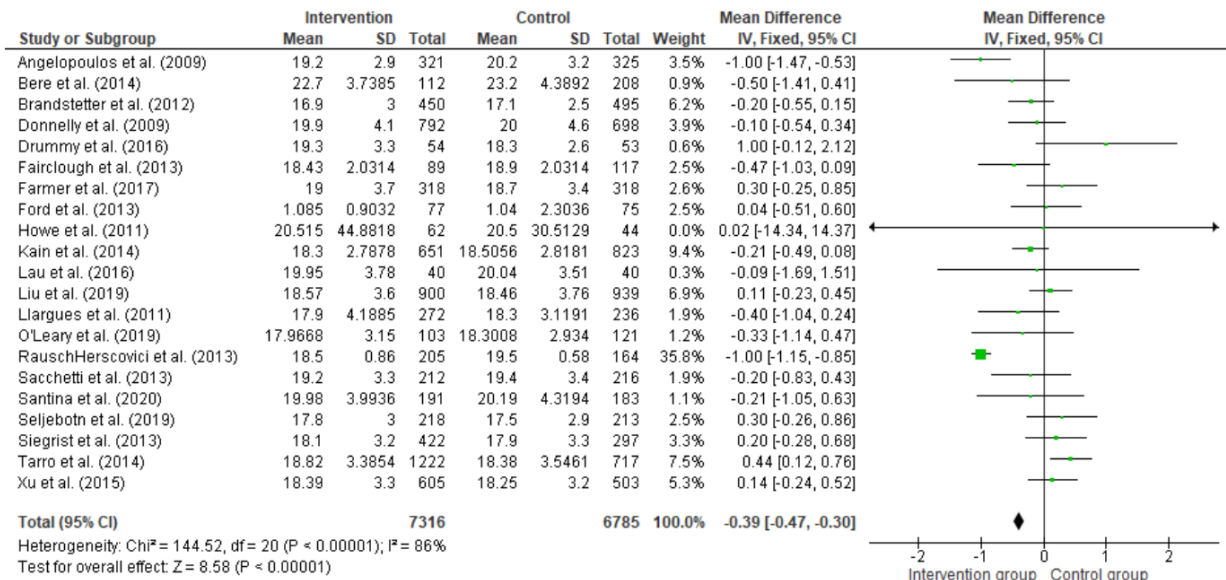 Intervention Control Mean Difference Mean Difference
Study or Subgroup Mean SD Total Mean SD Total Weight IV, Fixed, 95% CI IV, Fixed, 95% CI
Angelopoulos et al. (2009) 19.2 2.9 321 20.2 3.2 325 3.5% -1.00 [-1.47, -0.53]
Bere et al. (2014) 22.7 3.7385 112 23.2 4.3892 208 0.9% -0.50 [-1.41, 0.41]
Brandstetter et al. (2012) 16.9 3 450 17.1 2.5 495 6.2% -0.20 [-0.55, 0.15]
Donnelly et al. (2009) 19.9 4.1 792 20 4.6 698 3.9% -0.10 [-0.54, 0.34]
Drummy et al. (2016) 19.3 3.3 54 18.3 2.6 53 0.6% 1.00 [-0.12, 2.12]
Fairclough et al. (2013) 18.43 2.0314 89 18.9 2.0314 117 2.5% -0.47 [-1.03, 0.09]
Farmer et al. (2017) 19 3.7 318 18.7 3.4 318 2.6% 0.30 [-0.25, 0.85]
Ford et al. (2013) 1.085 0.9032 77 1.04 2.3036 75 2.5% 0.04 [-0.51, 0.60]
Howe et al. (2011) 20.515 44.8818 62 20.5 30.5129 44 0.0% 0.02 [-14.34, 14.37]
Kain et al. (2014) 18.3 2.7878 651 18.5056 2.8181 823 9.4% -0.21 [-0.49, 0.08]
Lau et al. (2016) 19.95 3.78 40 20.04 3.51 40 0.3% -0.09 [-1.69, 1.51]
Liu et al. (2019) 18.57 3.6 900 18.46 3.76 939 6.9% 0.11 [-0.23, 0.45]
Llargues et al. (2011) 17.9 4.1885 272 18.3 3.1191 236 1.9% -0.40 [-1.04, 0.24]
O'Leary et al. (2019) 17.9668 3.15 103 18.3008 2.934 121 1.2% -0.33 [-1.14, 0.47]
RauschHerscovici et al. (2013) 18.5 0.86 205 19.5 0.58 164 35.8% -1.00 [-1.15, -0.85]
Sacchetti et al. (2013) 19.2 3.3 212 19.4 3.4 216 1.9% -0.20 [-0.83, 0.43]
Santina et al. (2020) 19.98 3.9936 191 20.19 4.3194 183 1.1% -0.21 [-1.05, 0.63]
Seljebotn et al. (2019) 17.8 3 218 17.5 2.9 213 2.4% 0.30 [-0.26, 0.86]
Siegrist et al. (2013) 18.1 3.2 422 17.9 3.3 297 3.3% 0.20 [-0.28, 0.68]
Tarro et al. (2014) 18.82 3.3854 1222 18.38 3.5461 717 7.5% 0.44 [0.12, 0.76]
Xu et al. (2015) 18.39 3.3 605 18.25 3.2 503 5.3% 0.14 [-0.24, 0.52]
Total (95% CI) 7316 6785 100.0% -0.39 [-0.47, -0.30]
Heterogeneity: Chi² = 144.52, df = 20 (P < 0.00001); I² = 86%
Test for overall effect: Z = 8.58 (P < 0.00001)
-2 -1 0 1 2
Intervention group Control group